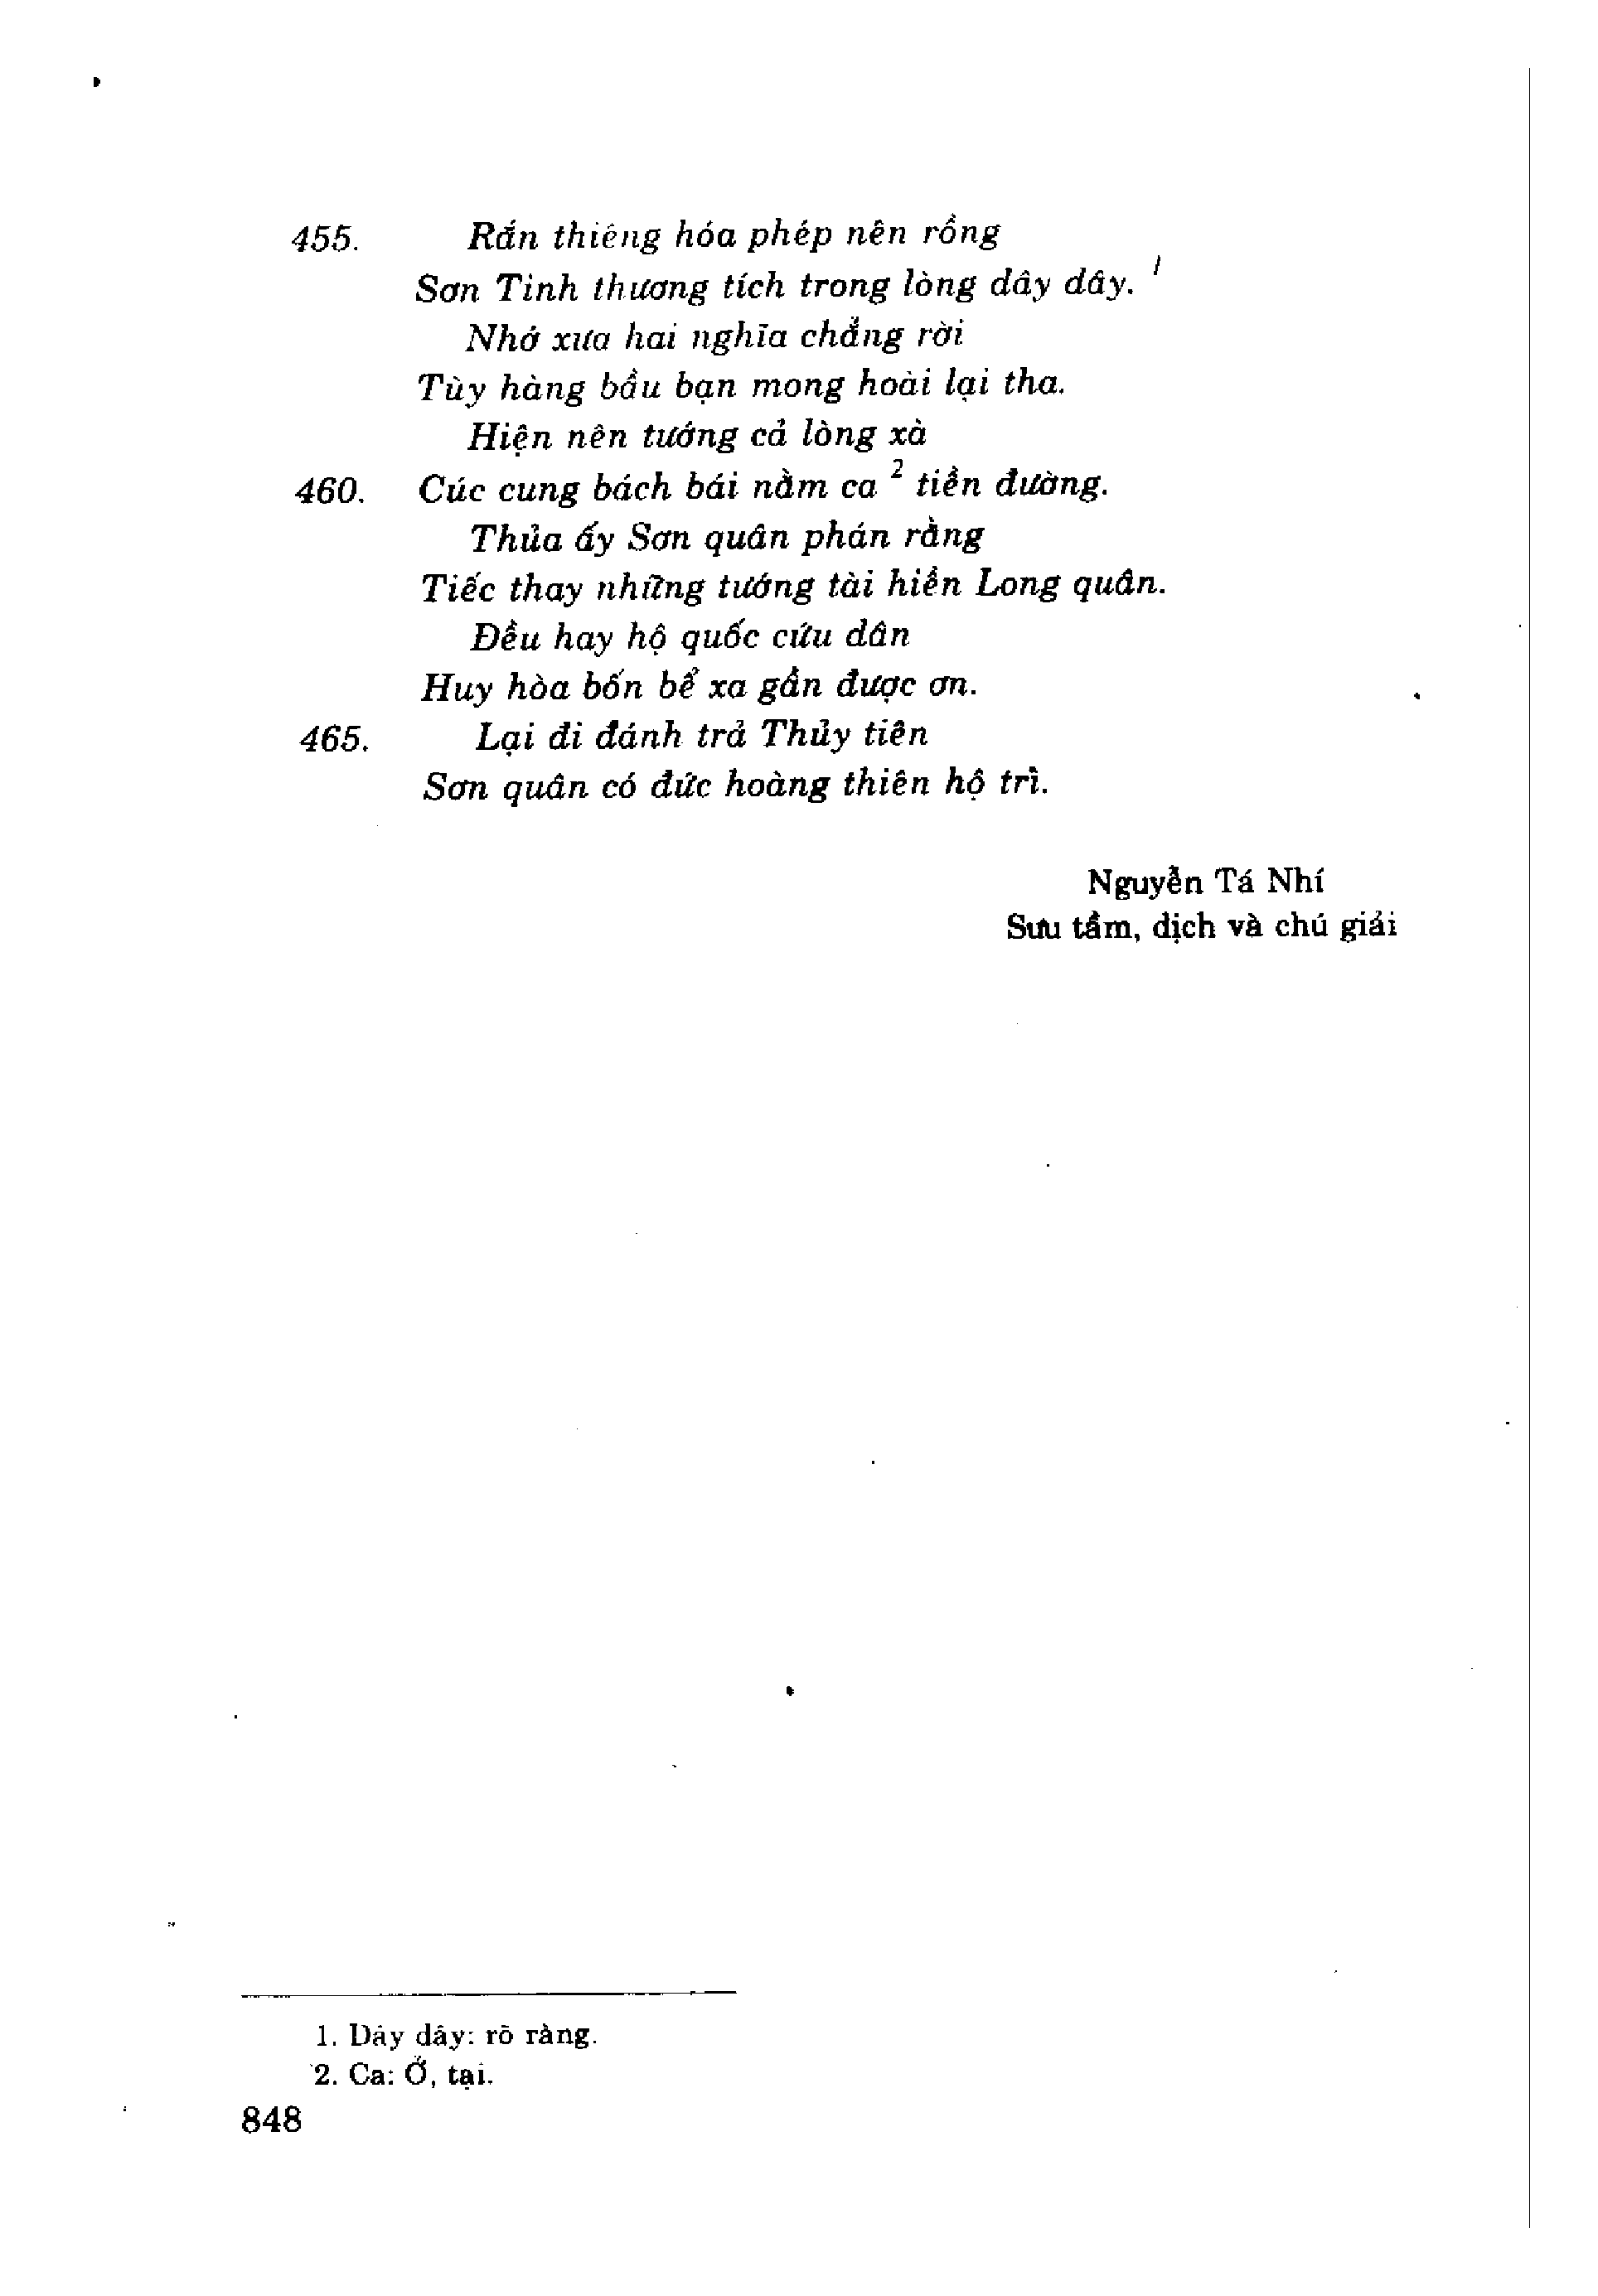 455. Rắn thiêng hóa phép nên rồng
Sơn Tinh thương tích trong lòng dây dây. 1
Nhớ xưa hai nghĩa chẳng rời
Tùy hàng bầu bạn mong hoài lại tha.
Hiện nên tướng cả lòng xà
460. Cúc cung bách bái nằm ca 2 tiền đường.
Thủa ấy Sơn quân phán rằng
Tiếc thay những tướng tài hiền Long quân.
Đều hay hộ quốc cứu dân
Huy hòa bốn bể xa gần được ơn.
465. Lại đi đánh trả Thủy tiên
Sơn quân có đức hoàng thiên hộ trì.
Nguyễn Tá Nhí
Sưu tầm, dịch và chú giải
1. Dây dây: rõ ràng.
2. Ca: Ở, tại.
848